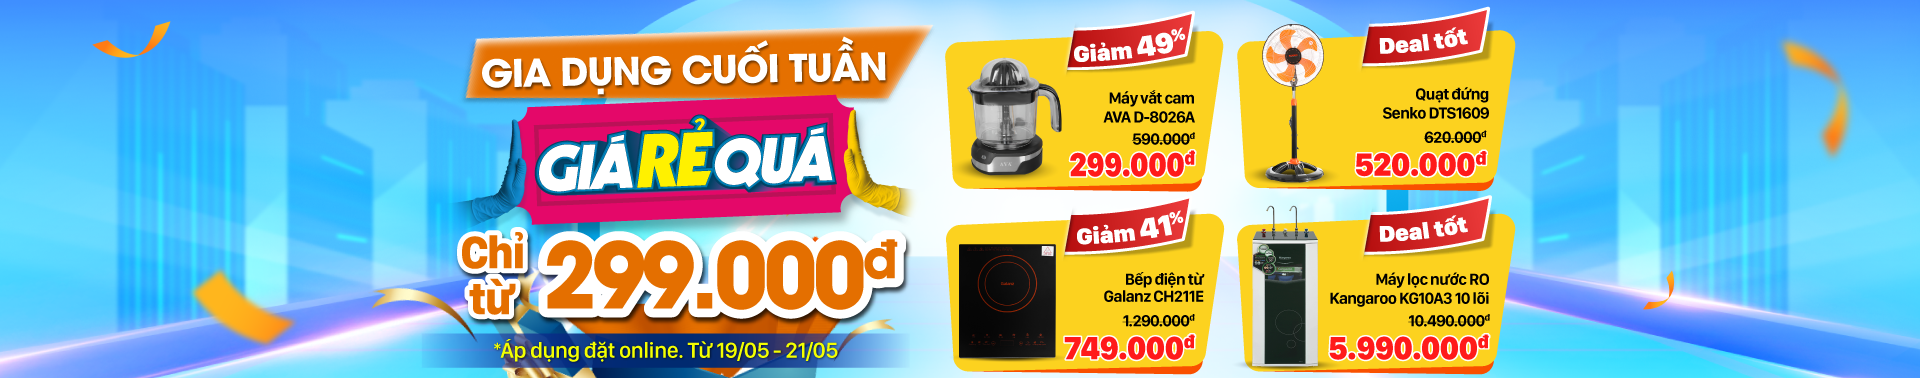 GIA DỤNG CUỐI TUẦN
GIÁ RẺ QUÁ
Chỉ từ 299.000đ
*Áp dụng đặt online. Từ 19/05 - 21/05
Giảm 49%
Máy vắt cam
AVA D-8026A
590.000đ
299.000đ
AVA
Deal tốt
Quạt đứng
Senko DTS1609
620.000đ
520.000đ
Giảm 41%
Bếp điện từ
Galanz CH211E
1.290.000đ
749.000đ
Galanz
Deal tốt
Máy lọc nước RO
Kangaroo KG10A3 10 lõi
10.490.000đ
5.990.000đ